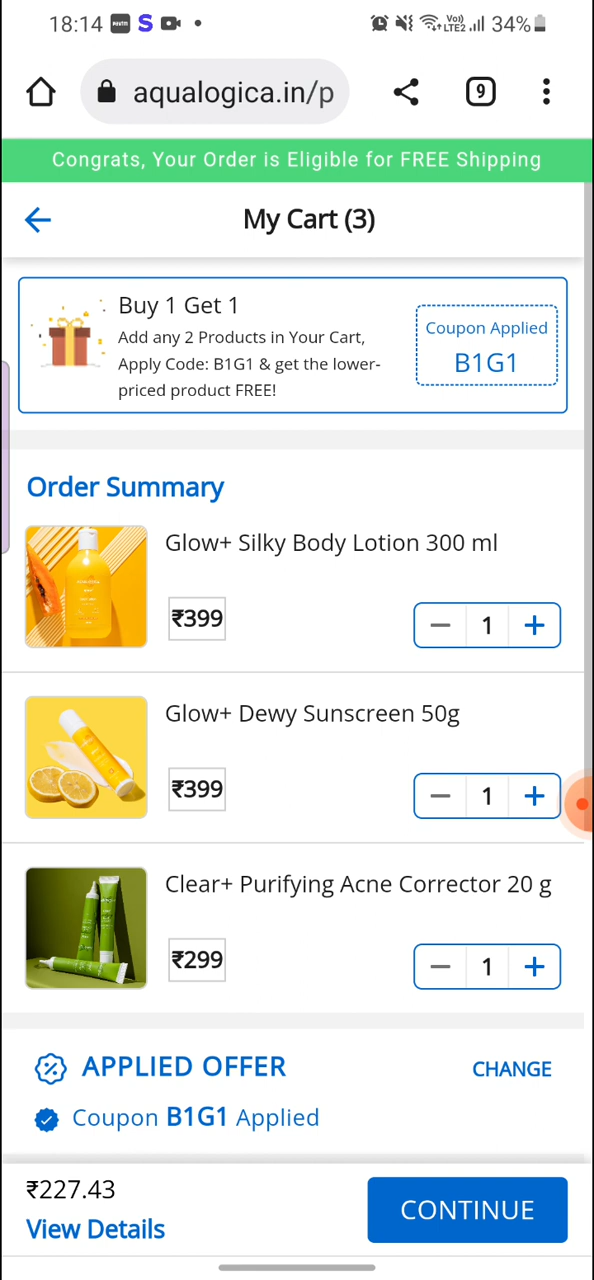 18:14 paytm S Vo)) LTE2 34%
aqualogica.in/p 9
Congrats, Your Order is Eligible for FREE Shipping
My Cart (3)
Buy 1 Get 1
Add any 2 Products in Your Cart,
Apply Code: B1G1 & get the lower-
priced product FREE!
Coupon Applied
B1G1
Order Summary
Glow+ Silky Body Lotion 300 ml
₹399
1
Glow+ Dewy Sunscreen 50g
₹399
1
Clear+ Purifying Acne Corrector 20 g
₹299
1
APPLIED OFFER CHANGE
Coupon B1G1 Applied
₹227.43
View Details
CONTINUE